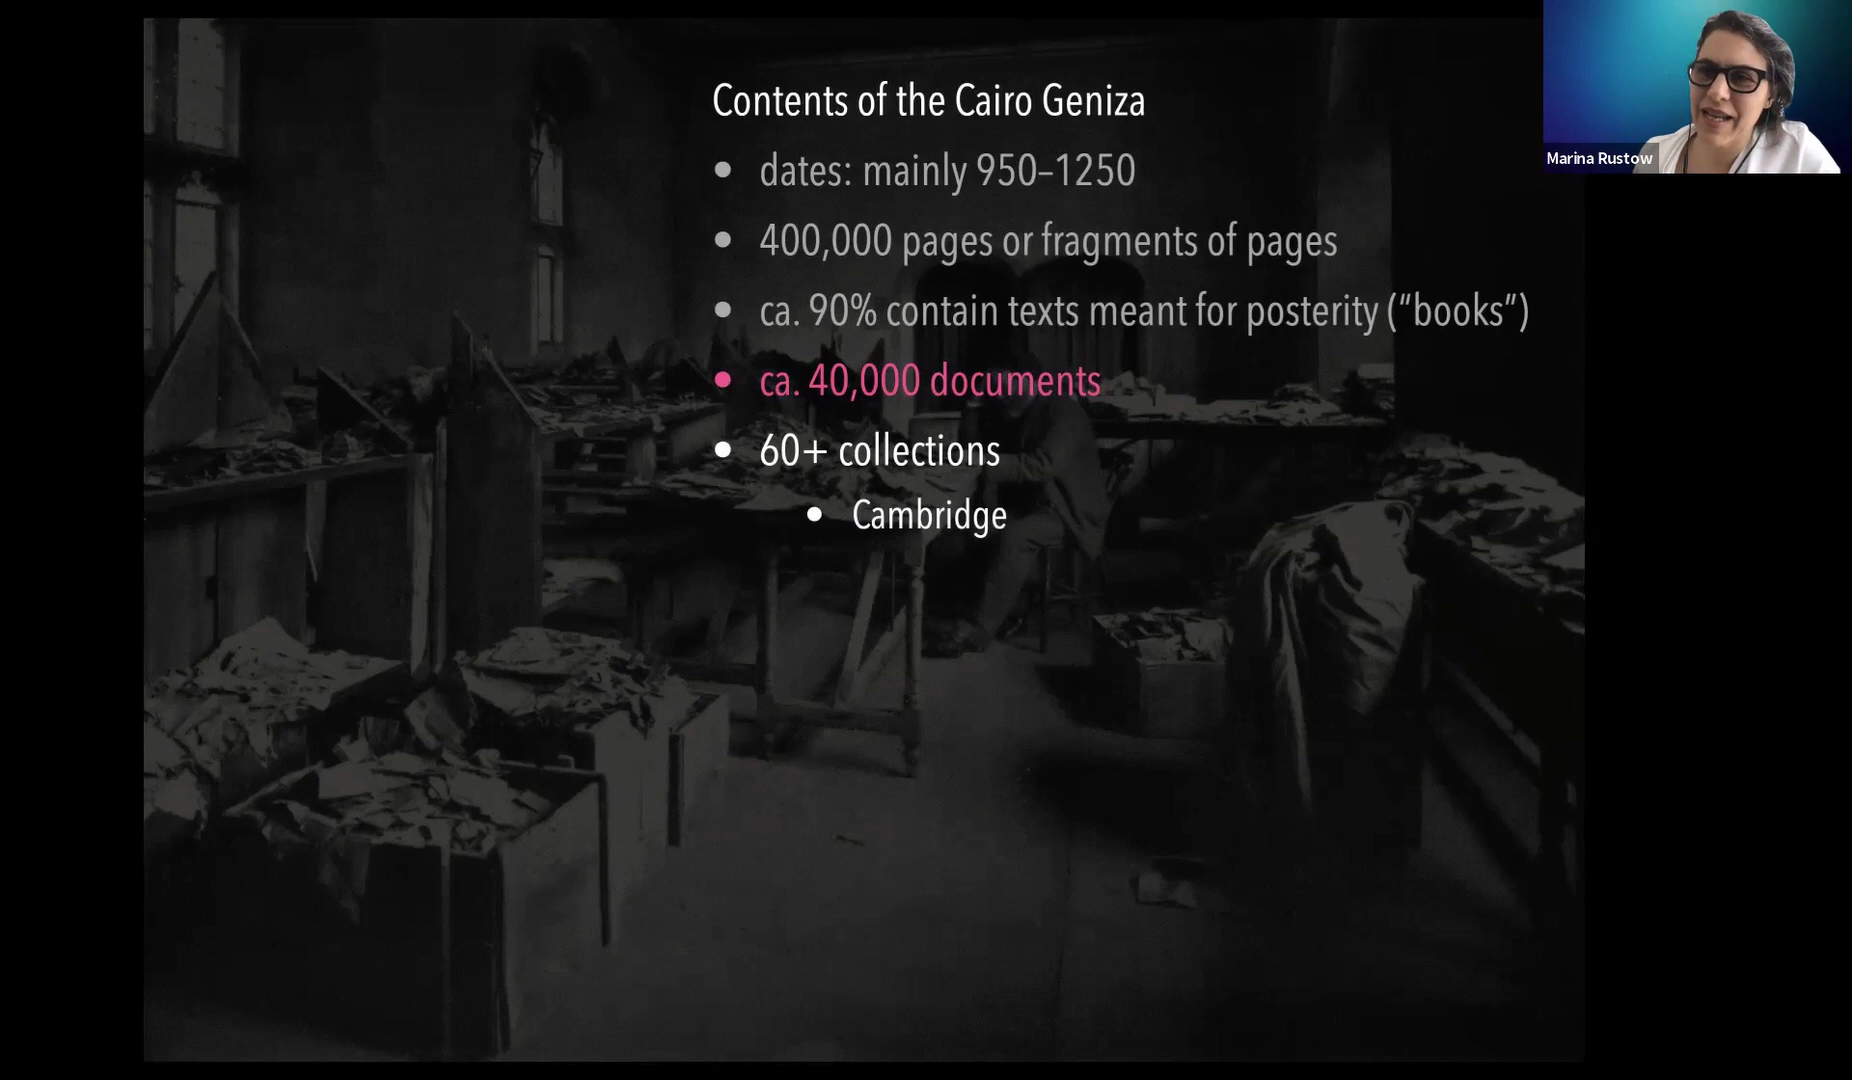 Contents of the Cairo Geniza
• dates: mainly 950–1250
• 400,000 pages or fragments of pages
• ca. 90% contain texts meant for posterity (“books”)
• ca. 40,000 documents
• 60+ collections
• Cambridge
Marina Rustow